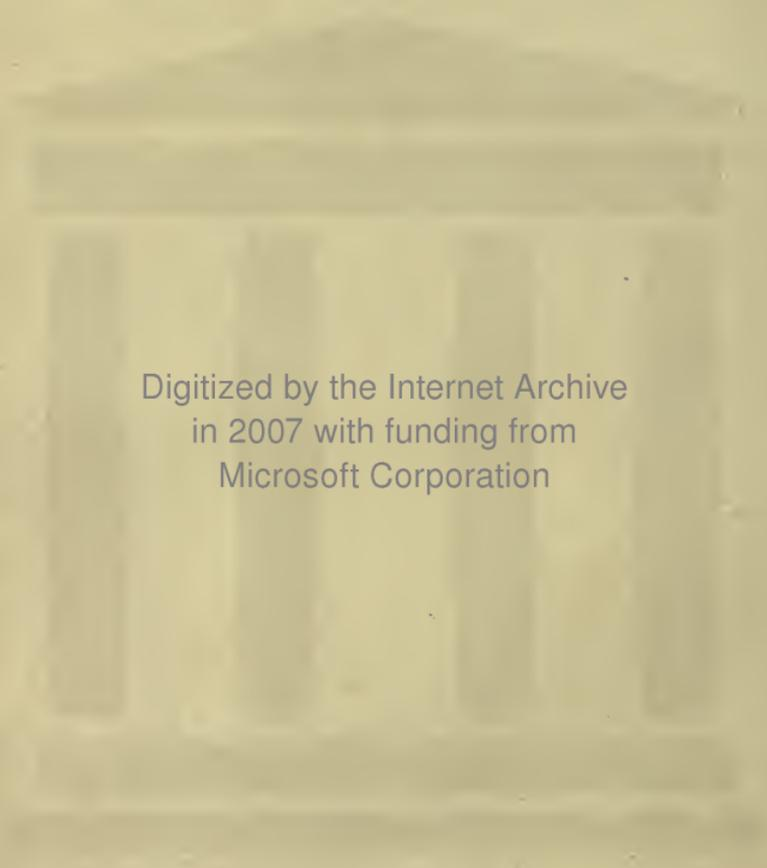 Digitized by the Internet Archive
in 2007 with funding from
Microsoft Corporation